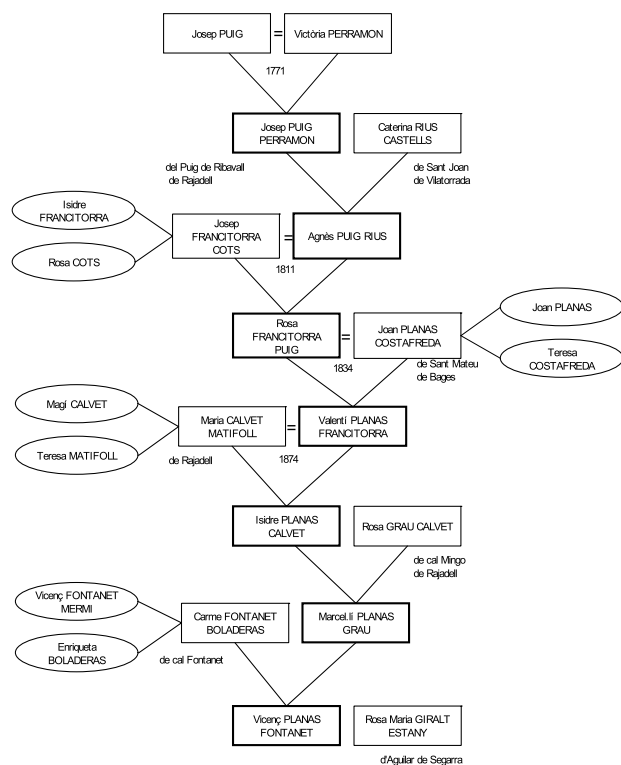 Josep PUIG
=
Victòria PERRAMON
1771
Josep PUIG
PERRAMON
Caterina RIUS
CASTELLS
del Puig de Ribavall
de Rajadell
de Sant Joan
de Vilatorrada
Isidre
FRANCITORRA
Rosa COTS
Josep
FRANCITORRA
COTS
=
Agnès PUIG RIUS
1811
Rosa
FRANCITORRA
PUIG
=
Joan PLANAS
COSTAFREDA
Joan PLANAS
Teresa
COSTAFREDA
1834
de Sant Mateu
de Bages
Magí CALVET
Teresa MATIFOLL
Maria CALVET
MATIFOLL
=
Valentí PLANAS
FRANCITORRA
de Rajadell
1874
Isidre PLANAS
CALVET
Rosa GRAU CALVET
de cal Mingo
de Rajadell
Vicenç FONTANET
MERMI
Enriqueta
BOLADERAS
Carme FONTANET
BOLADERAS
Marcel.lí PLANAS
GRAU
de cal Fontanet
Vicenç PLANAS
FONTANET
Rosa Maria GIRALT
ESTANY
d'Aguilar de Segarra